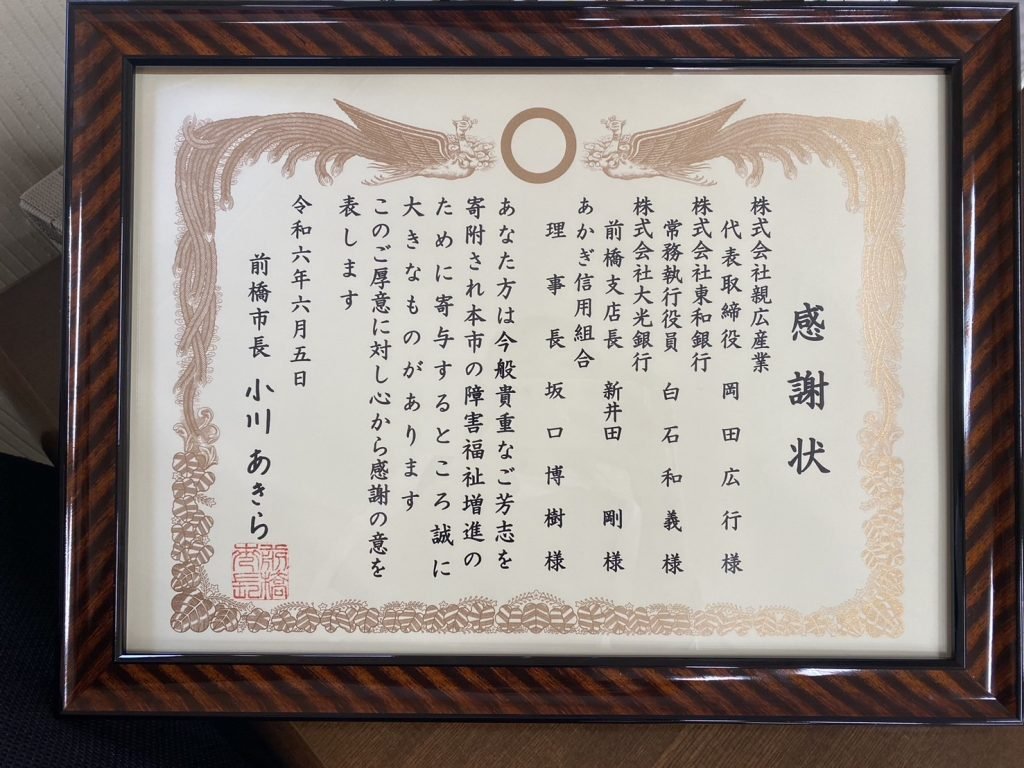 感謝状
株式会社親広産業
代表取締役 岡田広行様
株式会社東和銀行
常務執行役員 白石和義様
株式会社大光銀行
前橋支店長 新井田剛様
あかぎ信用組合
理事長 坂口博樹様
あなた方は今般貴重なご芳志を
寄附され本市の障害福祉増進の
ために寄与するところ誠に
大きなものがあります
このご厚意に対し心から感謝の意を
表します
令和六年六月五日
前橋市長 小川あきら